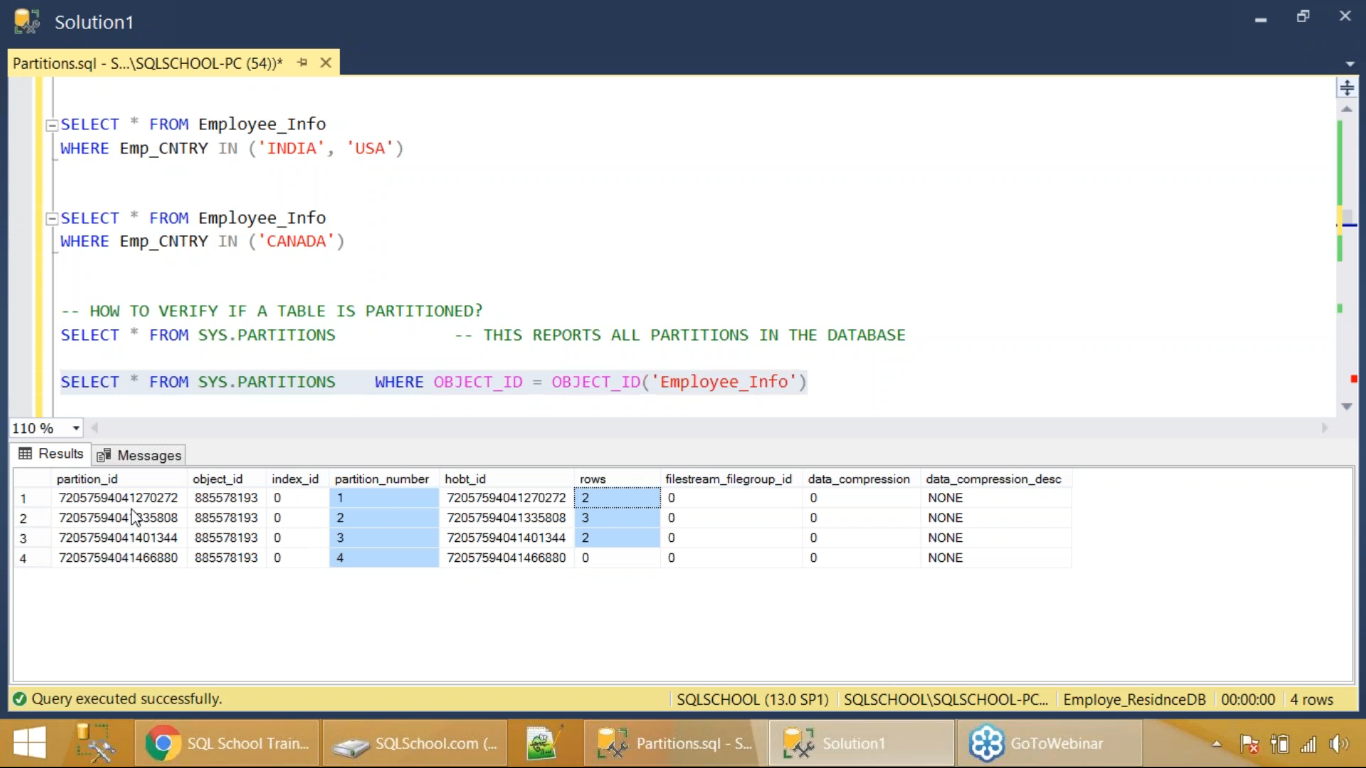 Solution1
Partitions.sql - S...\SQLSCHOOL-PC (54))*
SELECT * FROM Employee_Info
WHERE Emp_CNTRY IN ('INDIA', 'USA')
SELECT * FROM Employee_Info
WHERE Emp_CNTRY IN ('CANADA')
-- HOW TO VERIFY IF A TABLE IS PARTITIONED?
SELECT * FROM SYS.PARTITIONS -- THIS REPORTS ALL PARTITIONS IN THE DATABASE
SELECT * FROM SYS.PARTITIONS WHERE OBJECT_ID = OBJECT_ID('Employee_Info')
110 %
Results Messages
partition_id object_id index_id partition_number hobt_id rows filestream_filegroup_id data_compression data_compression_desc
1 72057594041270272 885578193 0 1 72057594041270272 2 0 0 NONE
2 72057594041335808 885578193 0 2 72057594041335808 3 0 0 NONE
3 72057594041401344 885578193 0 3 72057594041401344 2 0 0 NONE
4 72057594041466880 885578193 0 4 72057594041466880 0 0 0 NONE
Query executed successfully. SQLSCHOOL (13.0 SP1) SQLSCHOOL\SQLSCHOOL-PC... Employe_ResidnceDB 00:00:00 4 rows
SQL School Train... SQLSchool.com (... Partitions.sql - S... Solution1 GoToWebinar